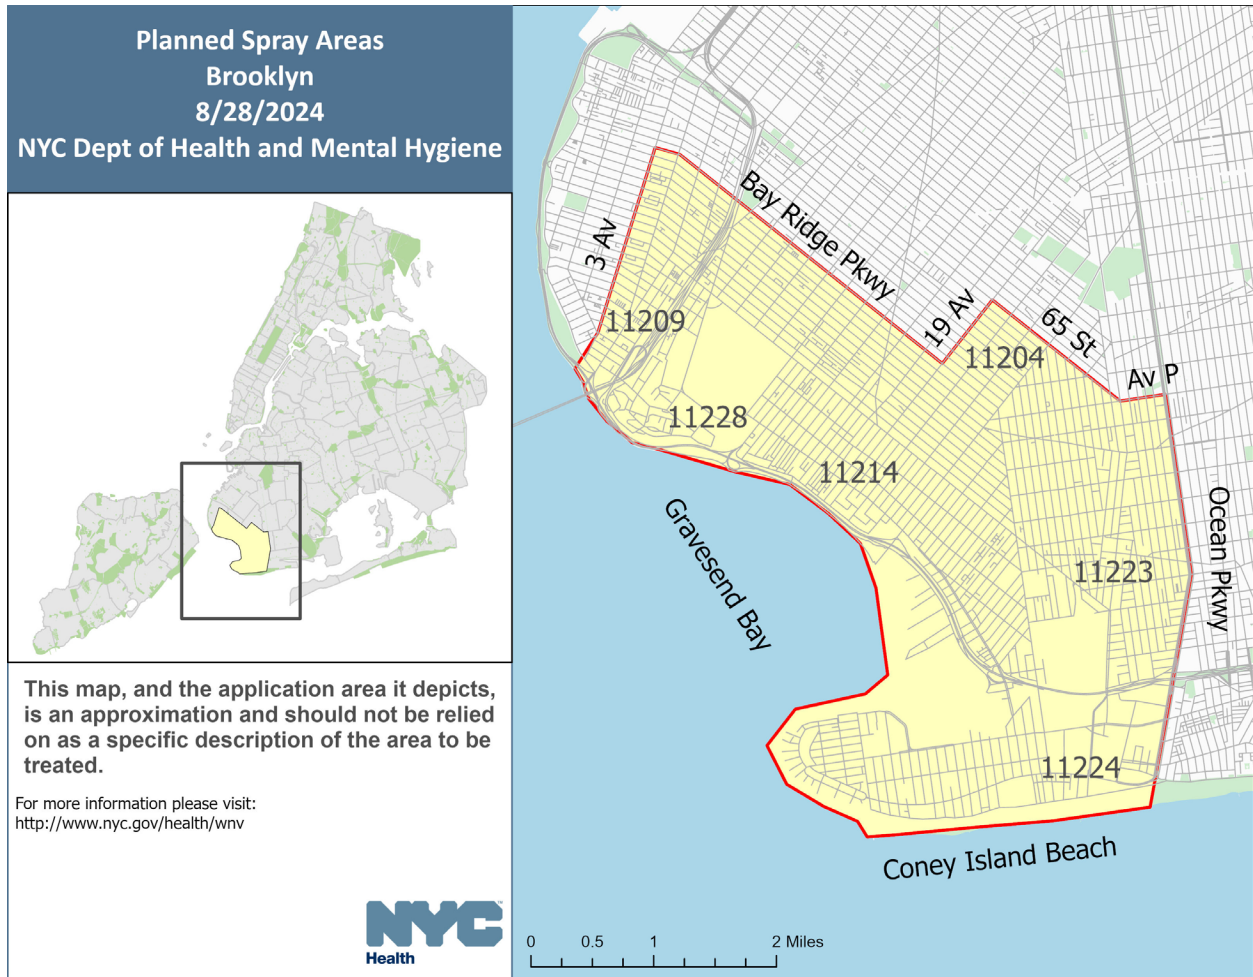 Planned Spray Areas
Brooklyn
8/28/2024
NYC Dept of Health and Mental Hygiene
This map, and the application area it depicts,
is an approximation and should not be relied
on as a specific description of the area to be
treated.
For more information please visit:
http://www.nyc.gov/health/wnv
NYC
Health
3 Av
Bay Ridge Pkwy
19 Av
65 St
Av P
11209
11204
11228
11214
Ocean Pkwy
Gravesend Bay
11223
11224
Coney Island Beach
0 0.5 1 2 Miles